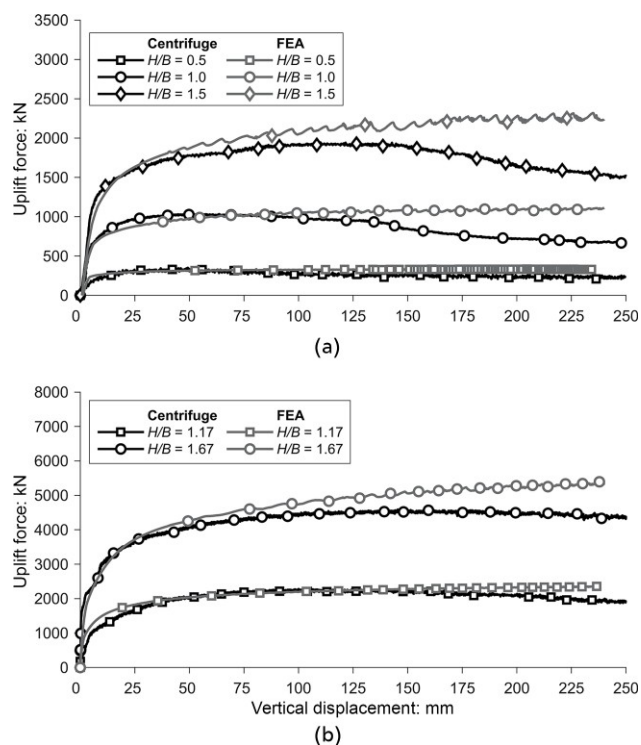 3500
3000
2500
2000
1500
1000
500
0
Uplift force: kN
Centrifuge FEA
H/B = 0.5 H/B = 0.5
H/B = 1.0 H/B = 1.0
H/B = 1.5 H/B = 1.5
0 25 50 75 100 125 150 175 200 225 250
(a)
8000
7000
6000
5000
4000
3000
2000
1000
0
Uplift force: kN
Centrifuge FEA
H/B = 1.17 H/B = 1.17
H/B = 1.67 H/B = 1.67
0 25 50 75 100 125 150 175 200 225 250
Vertical displacement: mm
(b)